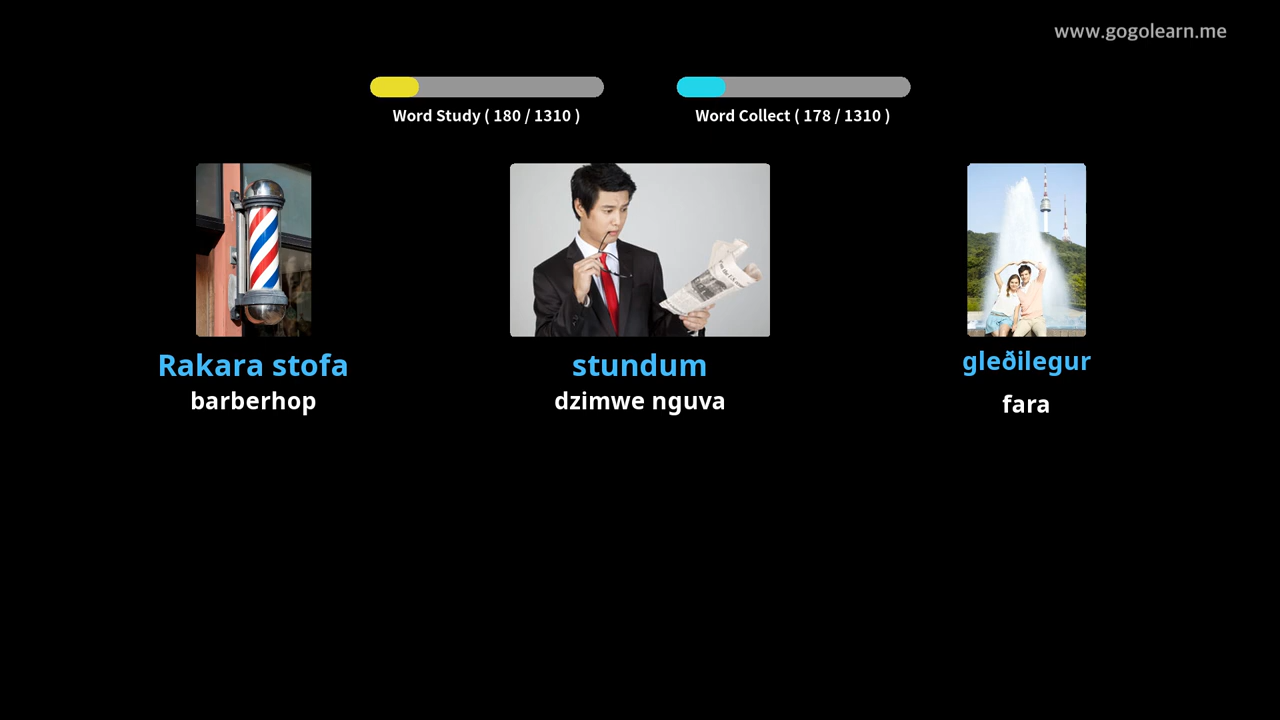 www.gogolearn.me
Word Study ( 180 / 1310 )
Word Collect ( 178 / 1310 )
Rakara stofa
barberhop
stundum
dzimwe nguva
gleðilegur
fara